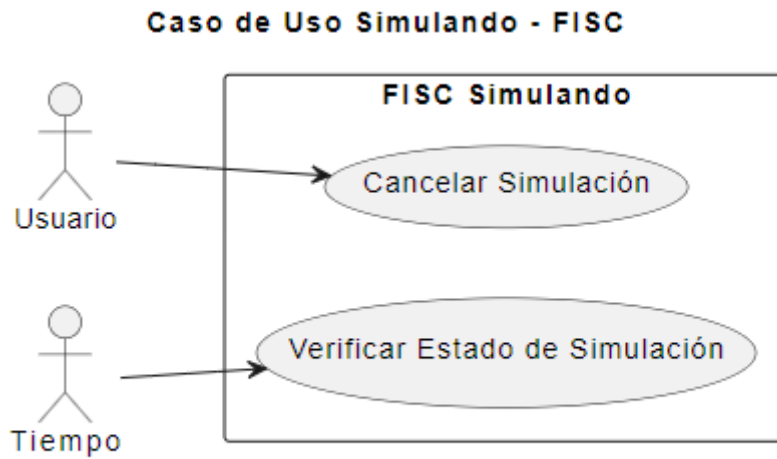 Caso de Uso Simulando - FISC
FISC Simulando
Cancelar Simulación
Usuario
Verificar Estado de Simulación
Tiempo